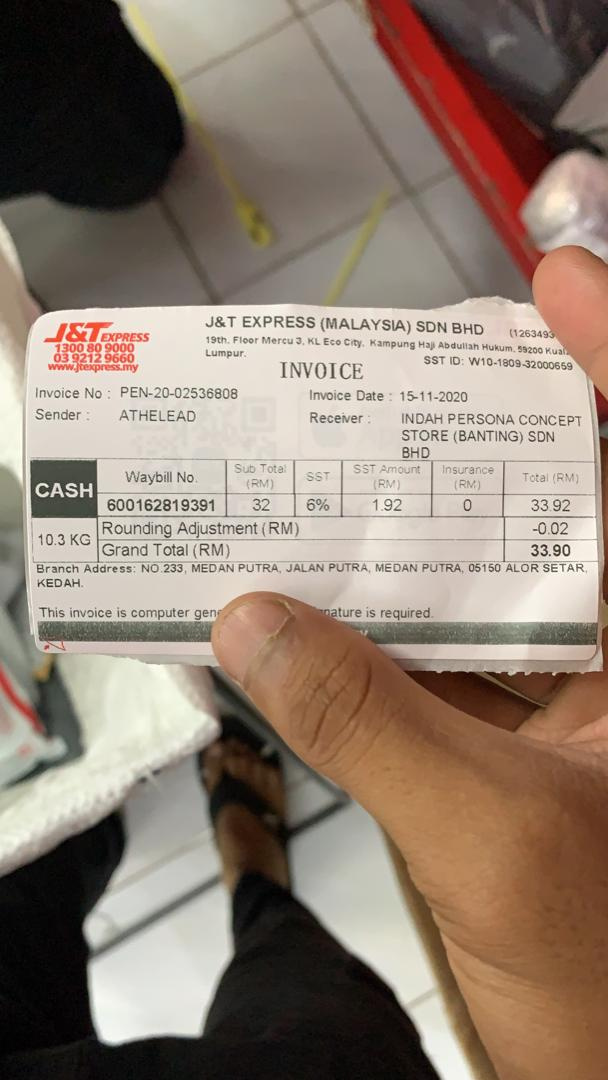 J&T EXPRESS
1300 80 9000
03 9212 9660
www.jtexpress.my
J&T EXPRESS (MALAYSIA) SDN BHD (1263493
19th. Floor Mercu 3, KL Eco City, Kampung Haji Abdullah Hukum, 59200 Kuala
Lumpur.
SST ID: W10-1809-32000659
INVOICE
Invoice No : PEN-20-02536808
Invoice Date : 15-11-2020
Sender : ATHELEAD
Receiver : INDAH PERSONA CONCEPT
STORE (BANTING) SDN
BHD
CASH
Waybill No. Sub Total (RM) SST SST Amount (RM) Insurance (RM) Total (RM)
600162819391 32 6% 1.92 0 33.92
10.3 KG
Rounding Adjustment (RM) -0.02
Grand Total (RM) 33.90
Branch Address: NO.233, MEDAN PUTRA, JALAN PUTRA, MEDAN PUTRA, 05150 ALOR SETAR,
KEDAH.
This invoice is computer is required.